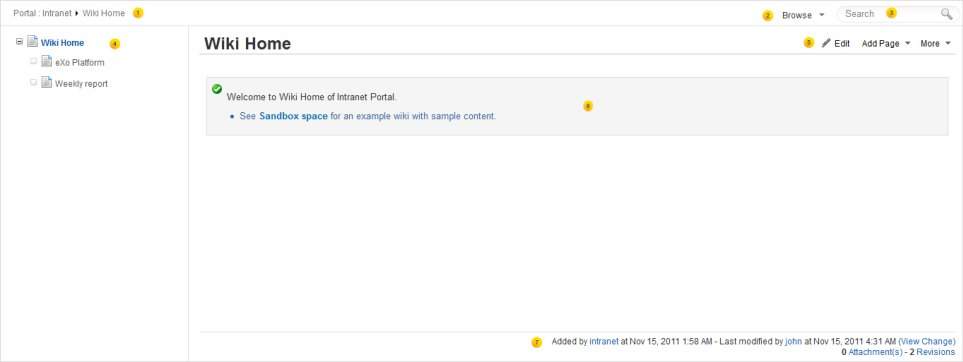 Portal : Intranet Wiki Home 1
2 Browse Search 3
Wiki Home 4
eXo Platform
Weekly report
Wiki Home
5 Edit Add Page More
Welcome to Wiki Home of Intranet Portal.
See Sandbox space for an example wiki with sample content.
6
7 Added by intranet at Nov 15, 2011 1:58 AM - Last modified by john at Nov 15, 2011 4:31 AM (View Change)
0 Attachment(s) - 2 Revisions